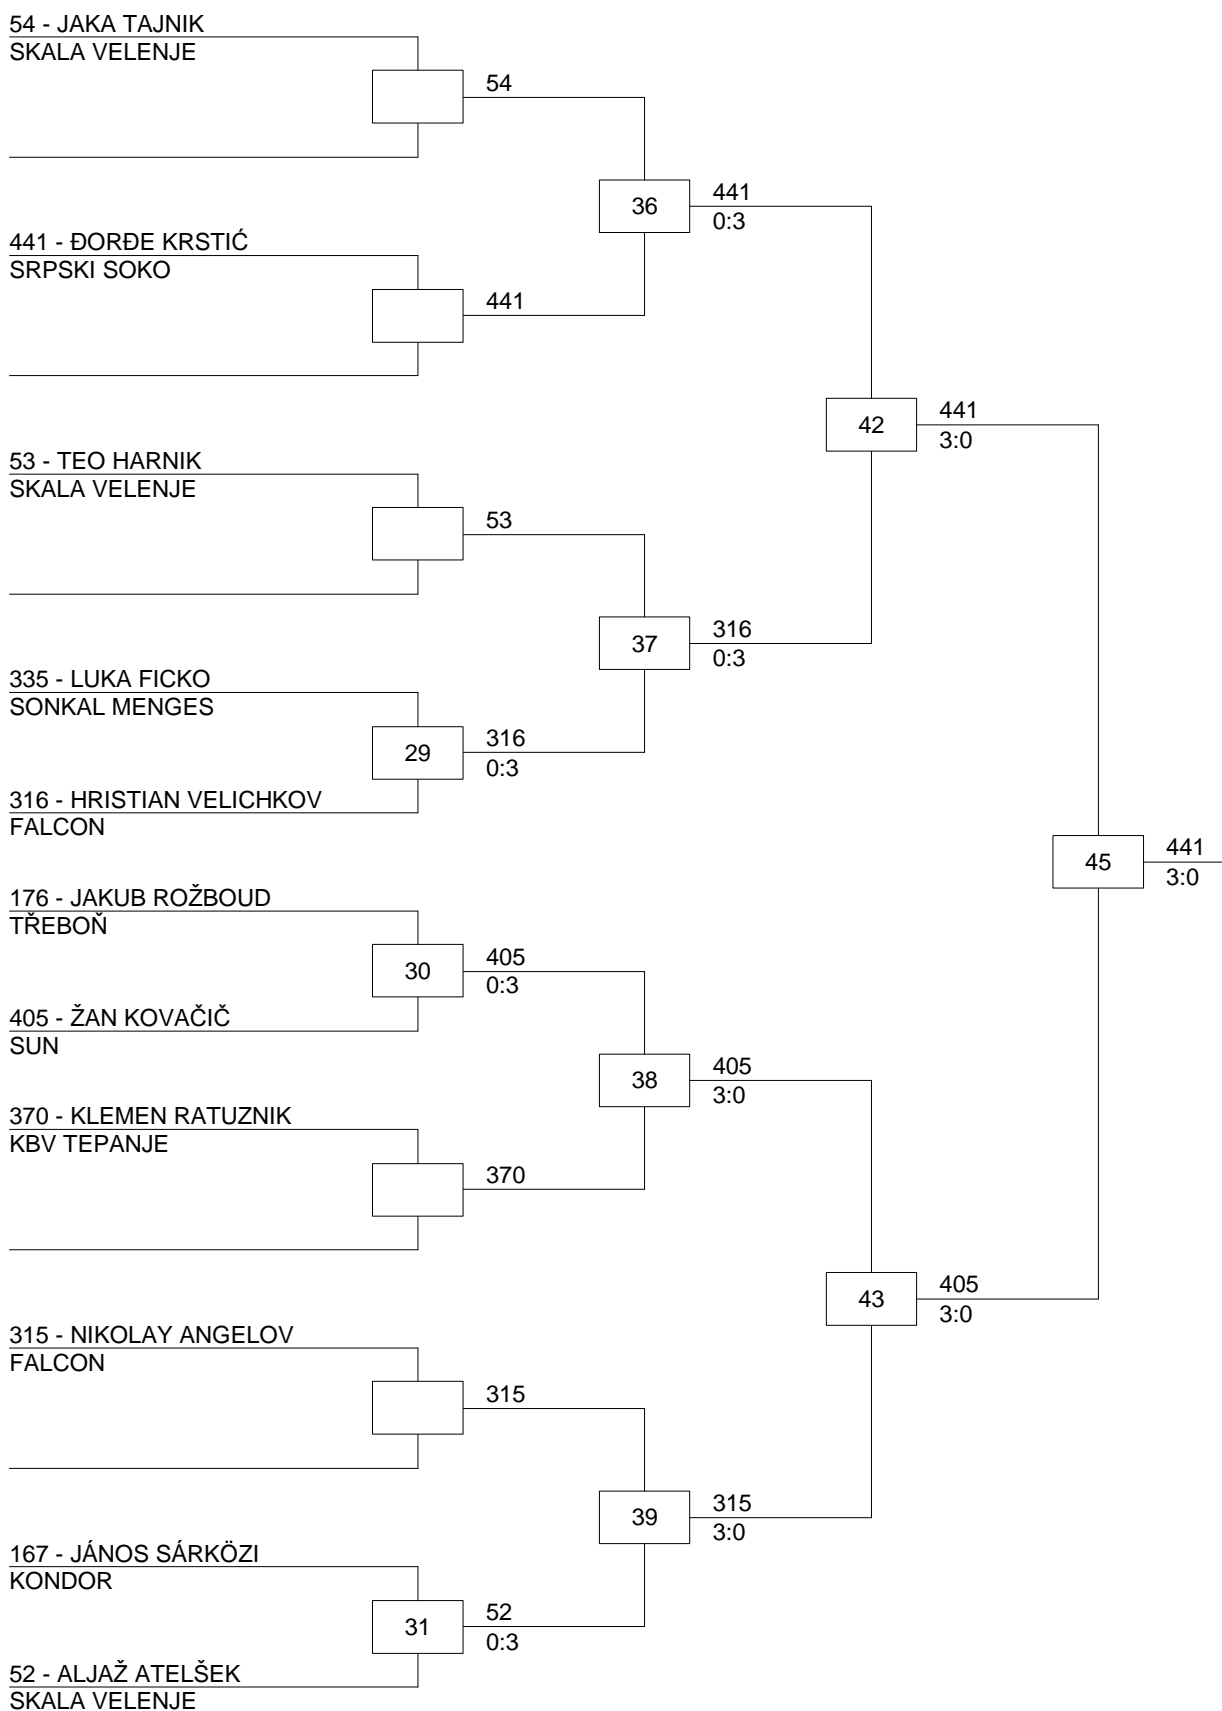 54 - JAKA TAJNIK
SKALA VELENJE
54
36
441
0:3
441 - ĐORĐE KRSTIĆ
SRPSKI SOKO
441
42
441
3:0
53 - TEO HARNIK
SKALA VELENJE
53
37
316
0:3
335 - LUKA FICKO
SONKAL MENGES
29
316
0:3
316 - HRISTIAN VELICHKOV
FALCON
45
441
3:0
176 - JAKUB ROŽBOUD
TŘEBOŇ
30
405
0:3
405 - ŽAN KOVAČIČ
SUN
38
405
3:0
370 - KLEMEN RATUZNIK
KBV TEPANJE
370
43
405
3:0
315 - NIKOLAY ANGELOV
FALCON
315
39
315
3:0
167 - JÁNOS SÁRKÖZI
KONDOR
31
52
0:3
52 - ALJAŽ ATELŠEK
SKALA VELENJE